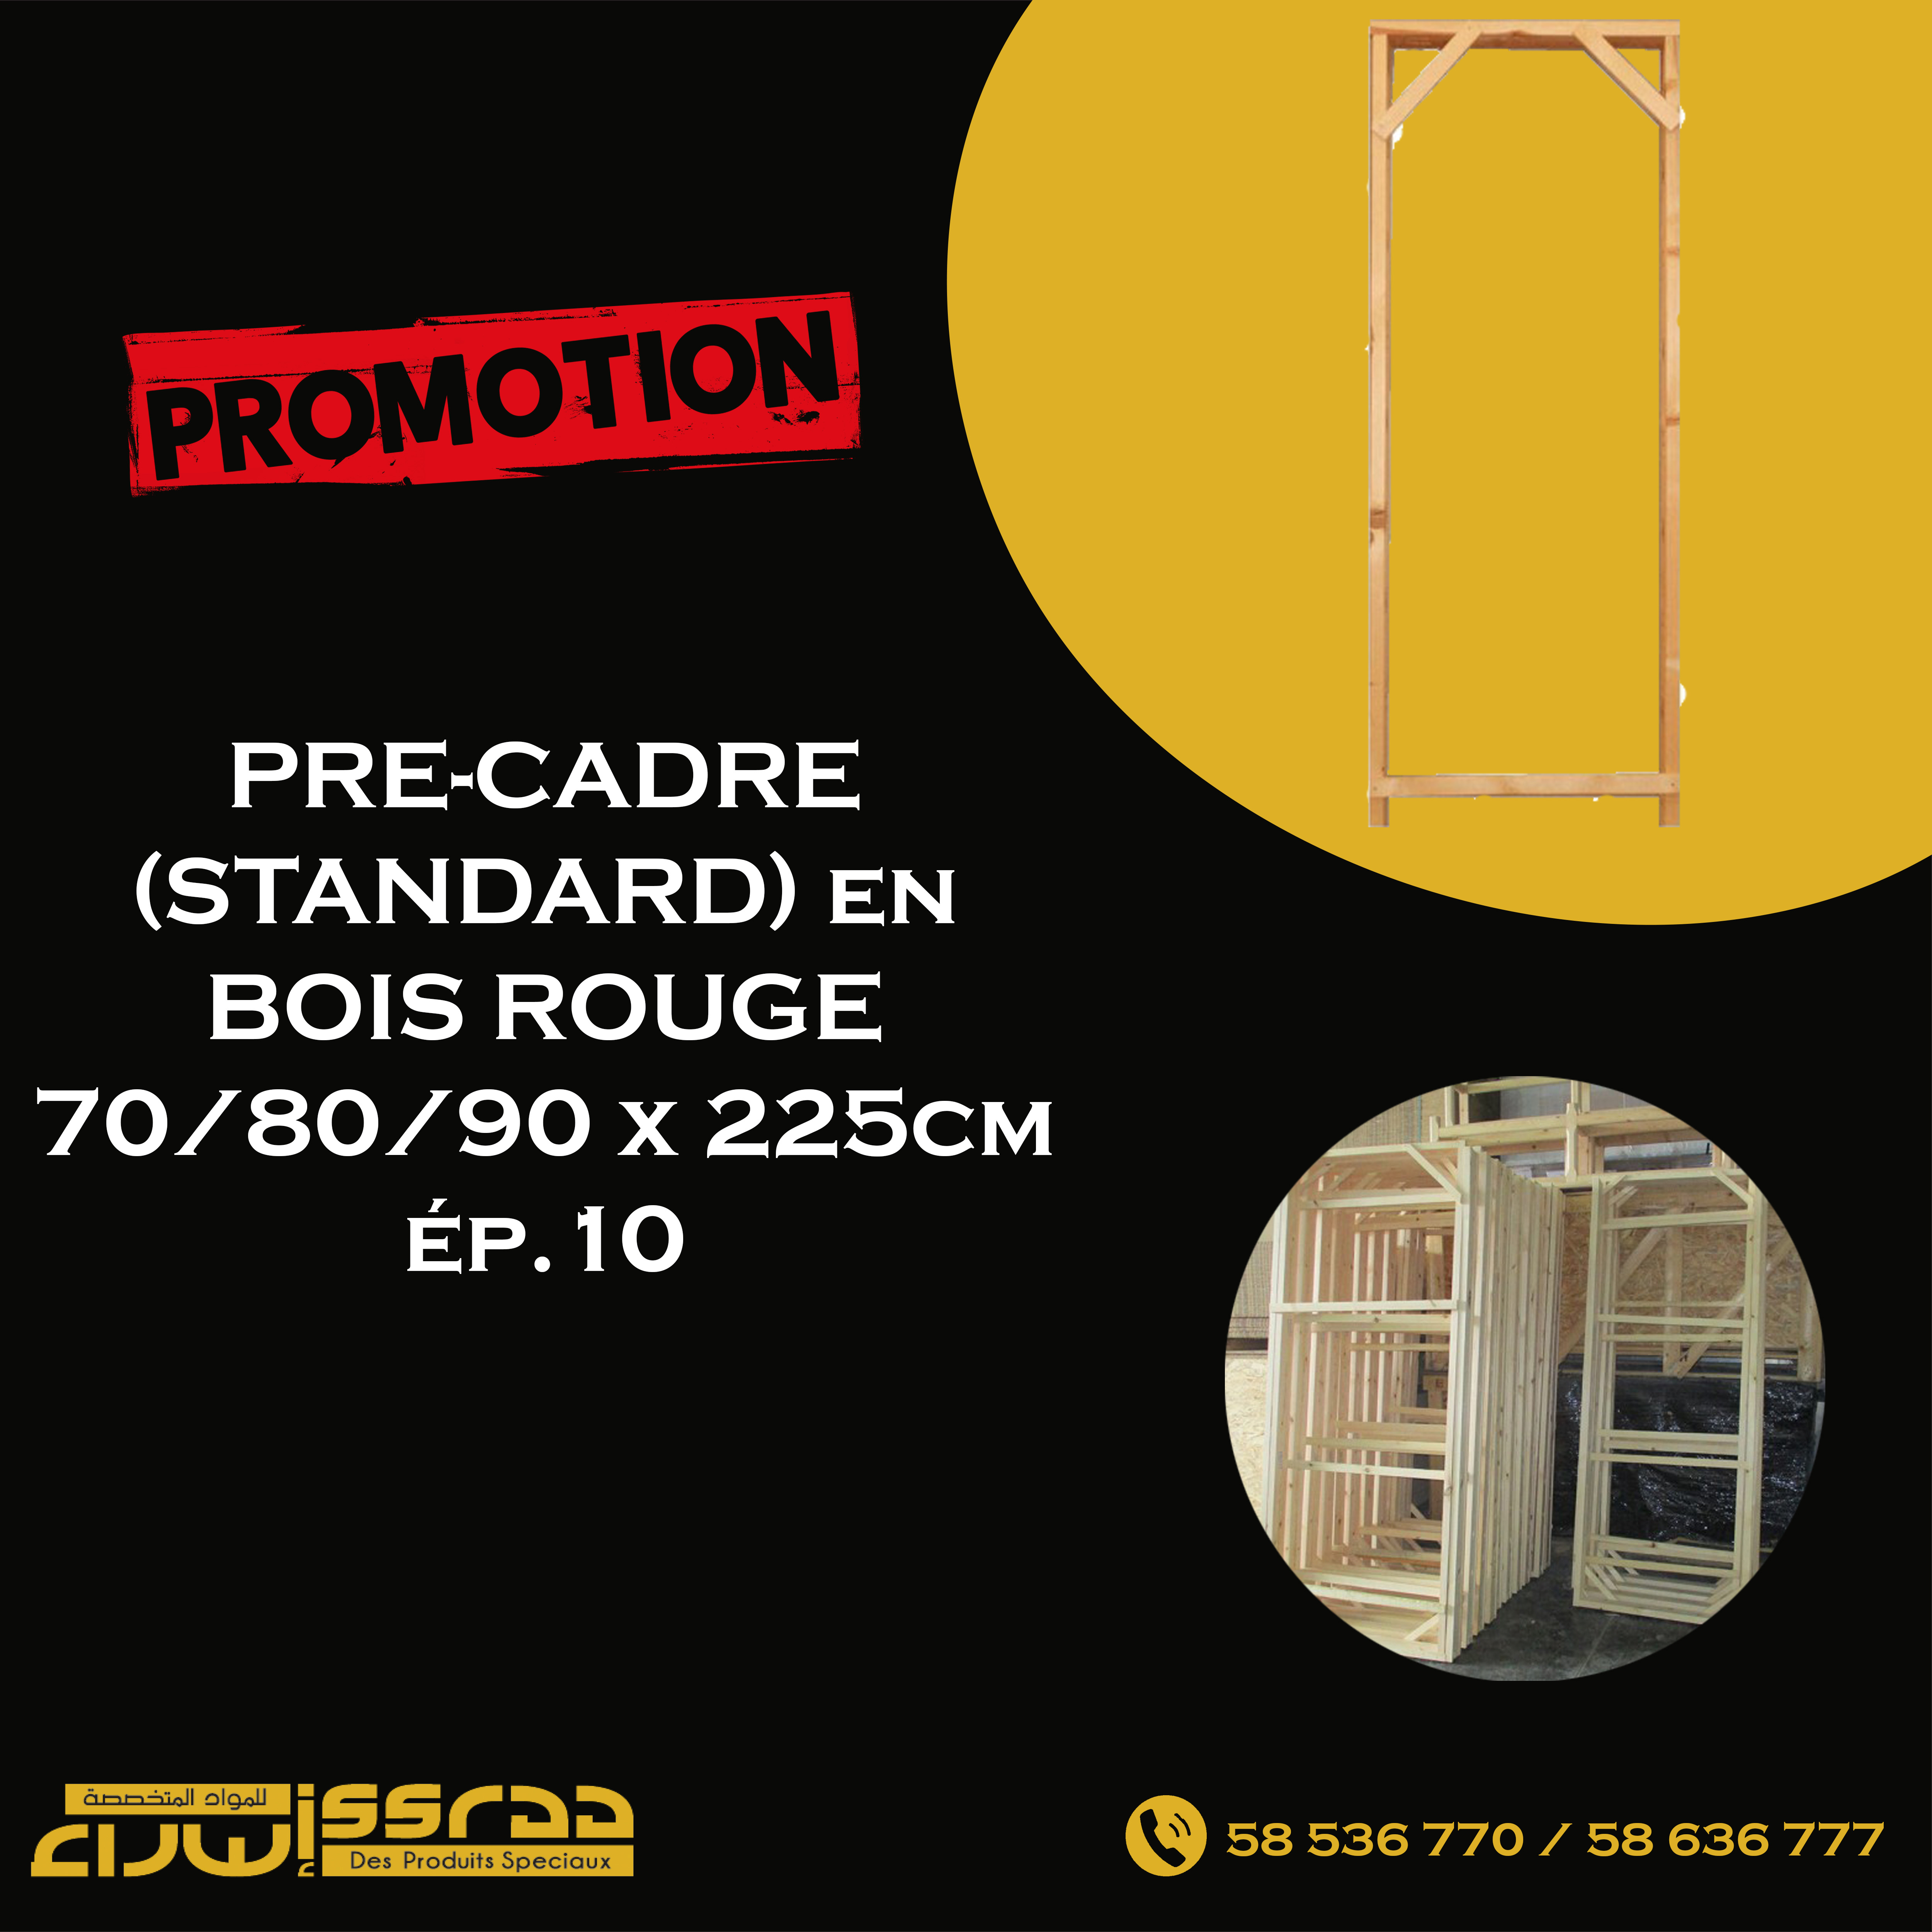 PROMOTION
PRE-CADRE
(STANDARD) EN
BOIS ROUGE
70/80/90 X 225CM
ÉP. 10
للمواد المتخصصة
إسراء
Des Produits Speciaux
58 536 770 / 58 636 777